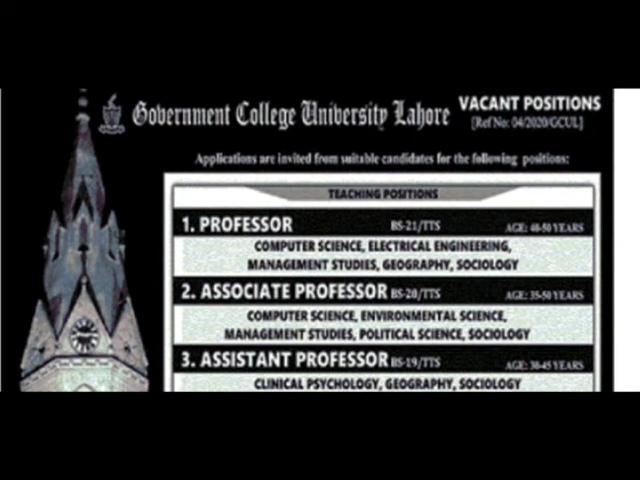 Government College University Lahore
VACANT POSITIONS
[Ref No: 04/2020/GCUL]
Applications are invited from suitable candidates for the following positions:
TEACHING POSITIONS
1. PROFESSOR BS-21/TTS AGE: 40-50 YEARS
COMPUTER SCIENCE, ELECTRICAL ENGINEERING,
MANAGEMENT STUDIES, GEOGRAPHY, SOCIOLOGY
2. ASSOCIATE PROFESSOR BS-20/TTS AGE: 35-50 YEARS
COMPUTER SCIENCE, ENVIRONMENTAL SCIENCE,
MANAGEMENT STUDIES, POLITICAL SCIENCE, SOCIOLOGY
3. ASSISTANT PROFESSOR BS-19/TTS AGE: 30-45 YEARS
CLINICAL PSYCHOLOGY, GEOGRAPHY, SOCIOLOGY